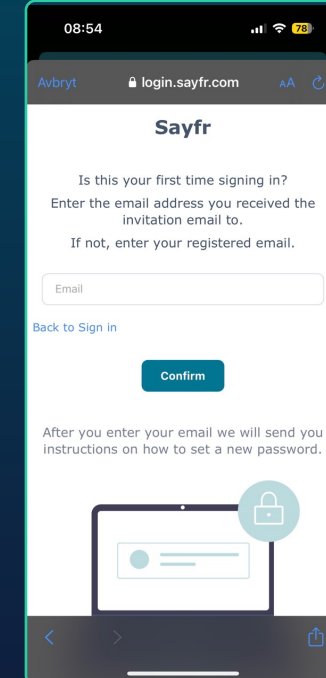 08:54
78
Avbryt
login.sayfr.com
AA
Sayfr
Is this your first time signing in?
Enter the email address you received the
invitation email to.
If not, enter your registered email.
Email
Back to Sign in
Confirm
After you enter your email we will send you
instructions on how to set a new password.